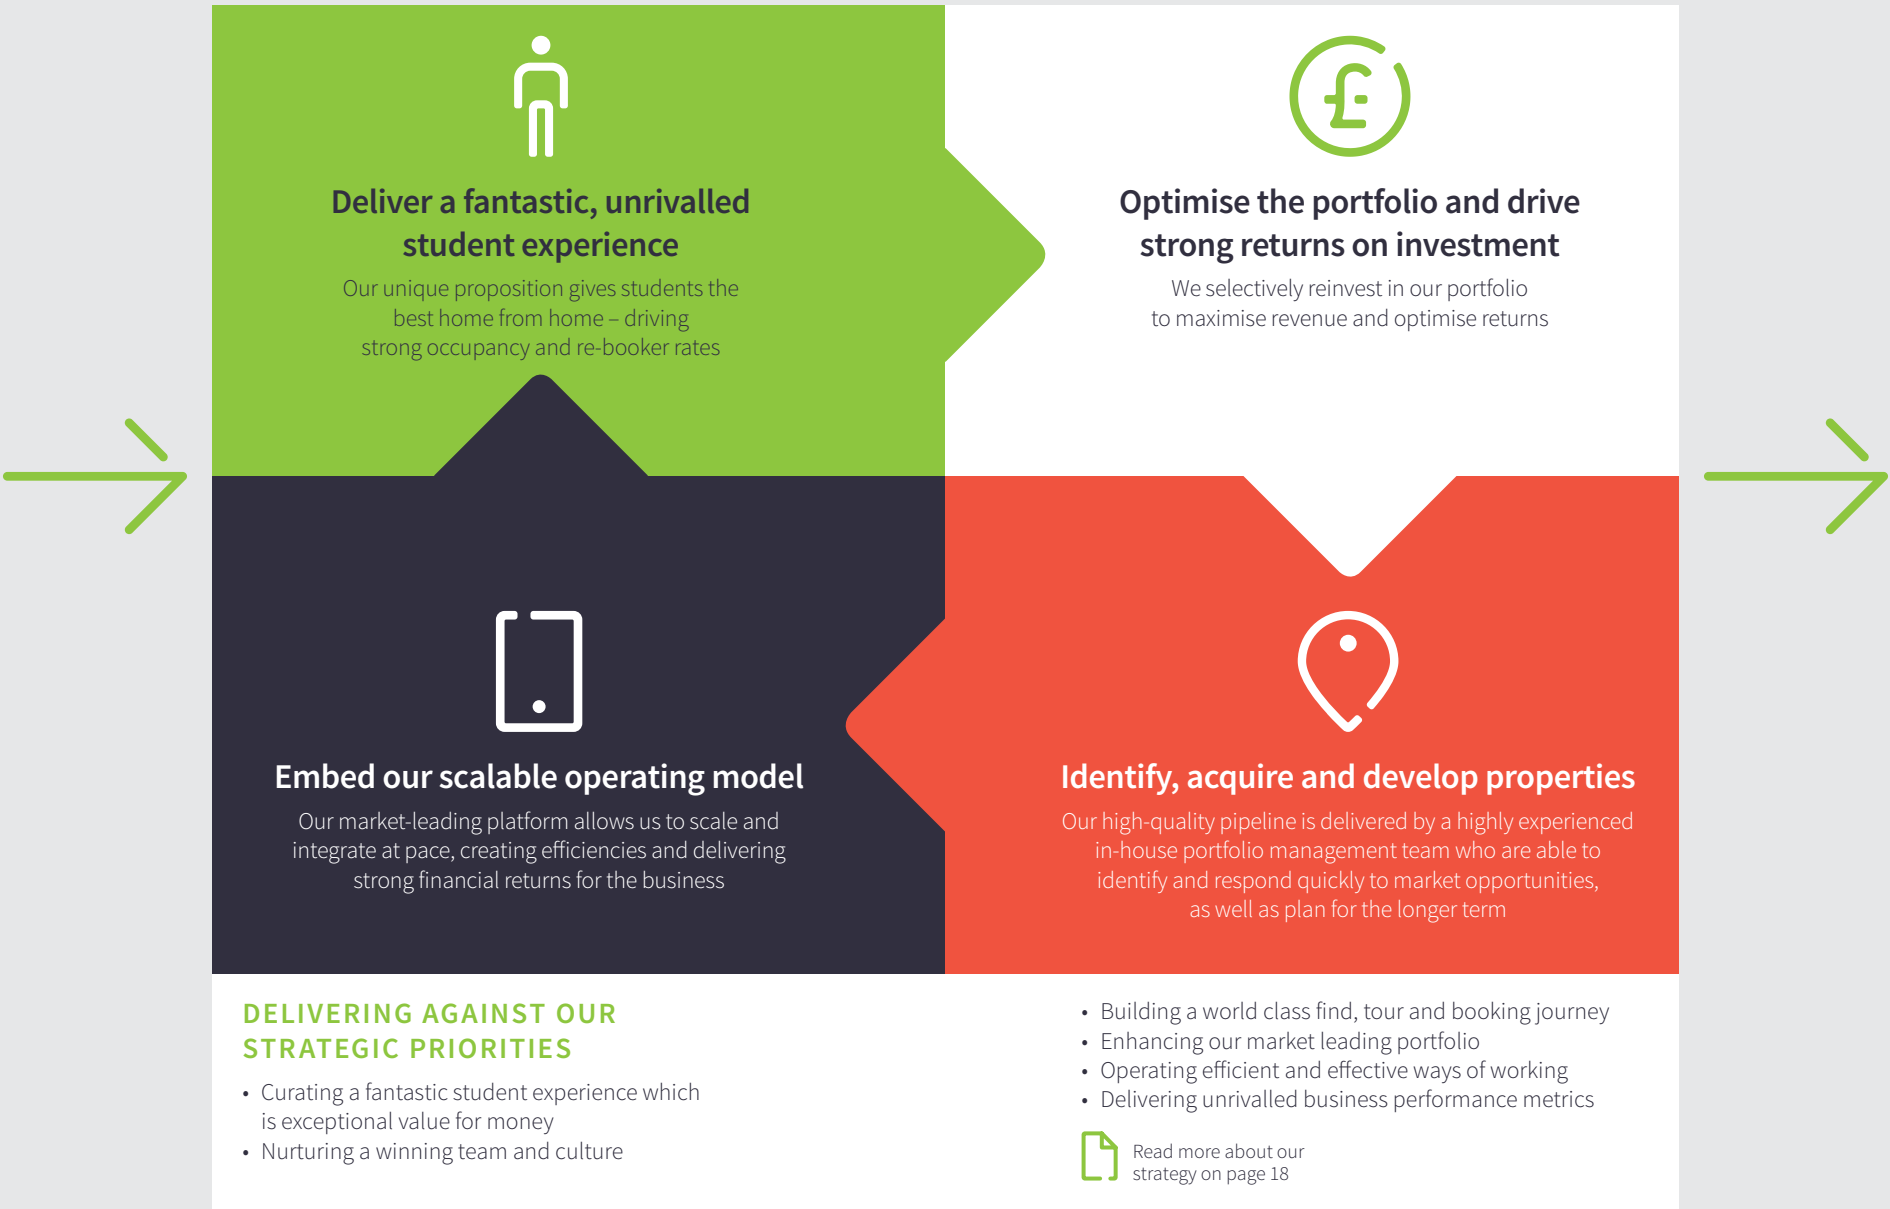 Deliver a fantastic, unrivalled
student experience
Our unique proposition gives students the
best home from home – driving
strong occupancy and re-booker rates
£
Optimise the portfolio and drive
strong returns on investment
We selectively reinvest in our portfolio
to maximise revenue and optimise returns
Embed our scalable operating model
Our market-leading platform allows us to scale and
integrate at pace, creating efficiencies and delivering
strong financial returns for the business
Identify, acquire and develop properties
Our high-quality pipeline is delivered by a highly experienced
in-house portfolio management team who are able to
identify and respond quickly to market opportunities,
as well as plan for the longer term
DELIVERING AGAINST OUR
STRATEGIC PRIORITIES
• Curating a fantastic student experience which
is exceptional value for money
• Nurturing a winning team and culture
• Building a world class find, tour and booking journey
• Enhancing our market leading portfolio
• Operating efficient and effective ways of working
• Delivering unrivalled business performance metrics
Read more about our
strategy on page 18